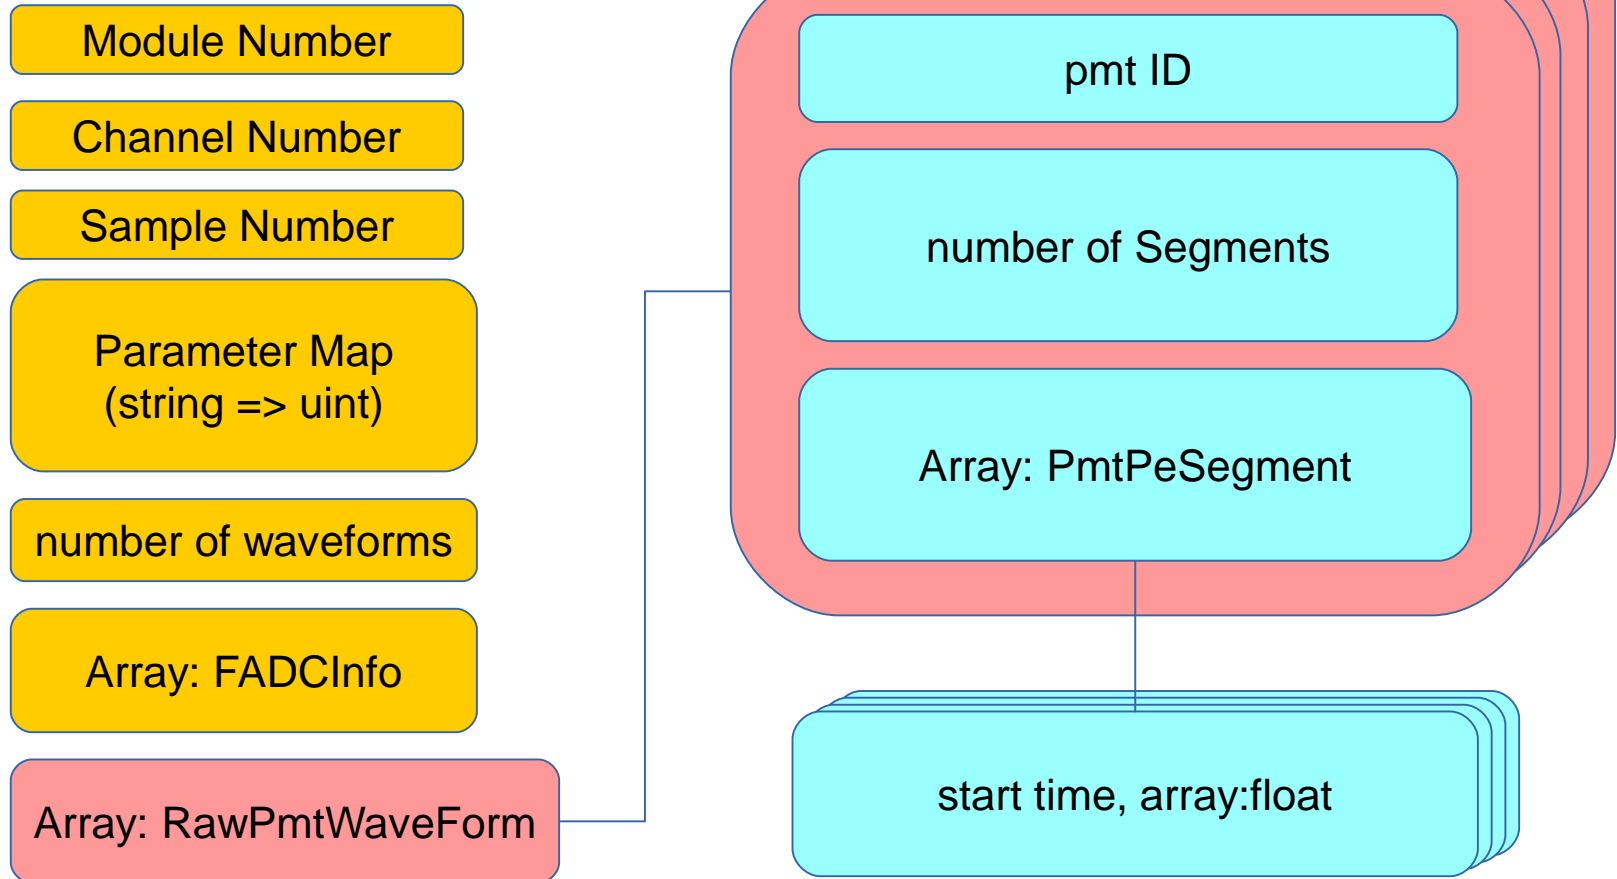 Module Number
Channel Number
Sample Number
Parameter Map
(string => uint)
number of waveforms
Array: FADCInfo
Array: RawPmtWaveForm
pmt ID
number of Segments
Array: PmtPeSegment
start time, array:float